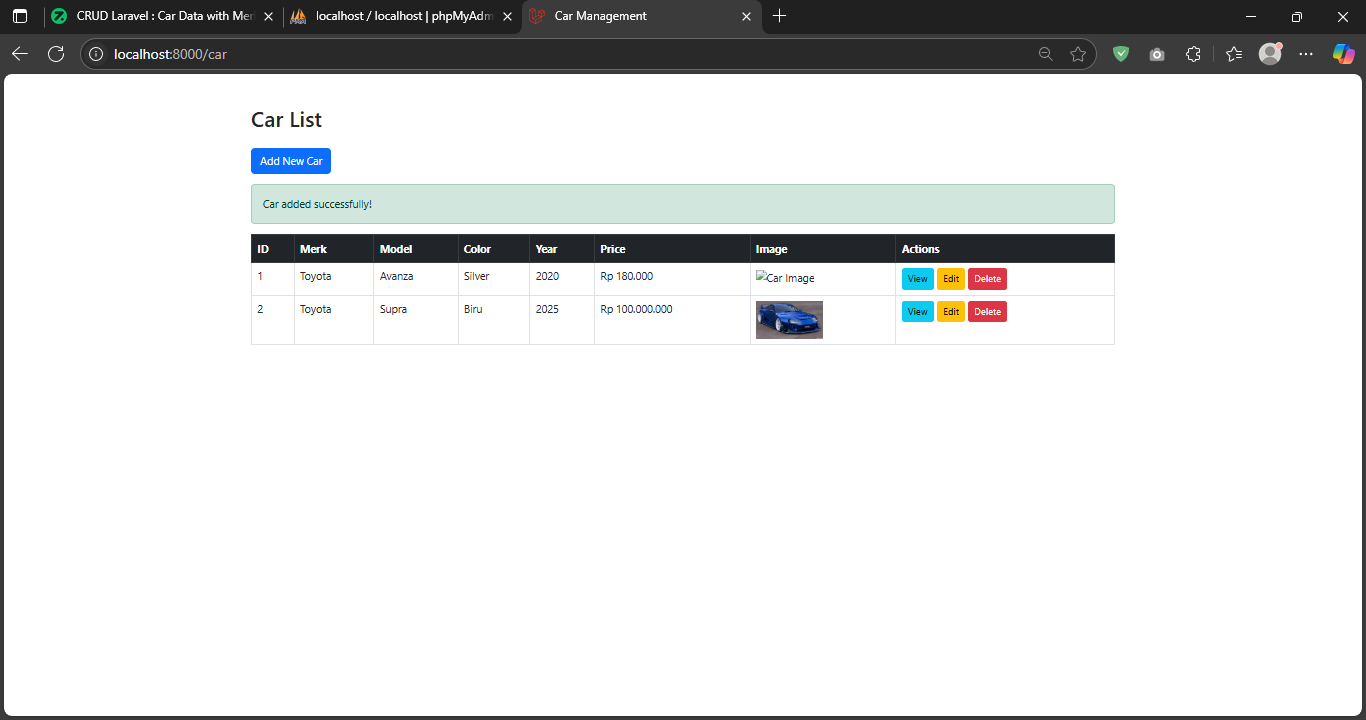 CRUD Laravel : Car Data with Mer
localhost / localhost | phpMyAdm
Car Management
localhost:8000/car
Car List
Add New Car
Car added successfully!
ID Merk Model Color Year Price Image Actions
1 Toyota Avanza Silver 2020 Rp 180.000 Car Image View Edit Delete
2 Toyota Supra Biru 2025 Rp 100.000.000 View Edit Delete